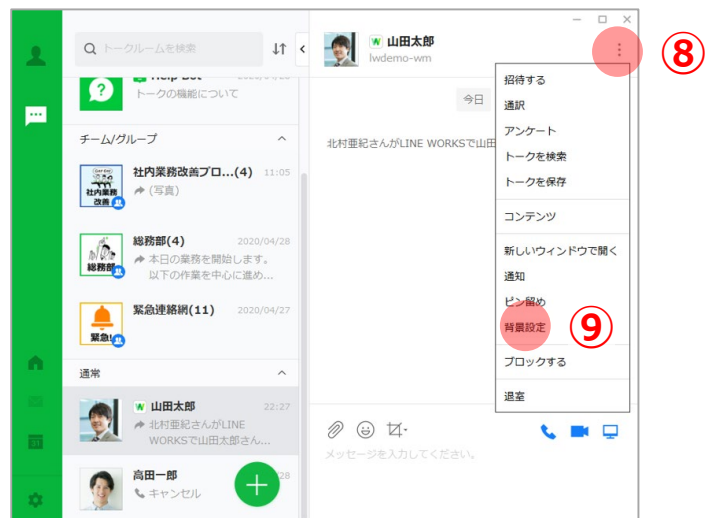 トークルームを検索
Help Bot
トークの機能について
チーム/グループ
社内業務改善プロ...(4) 11:05
(写真)
社内業務
改善
総務部(4) 2020/04/28
本日の業務を開始します。
以下の作業を中心に進め...
総務部
緊急連絡網(11) 2020/04/27
緊急!
通常
山田太郎 22:27
北村亜紀さんがLINE
WORKSで山田太郎さん...
高田一郎 28
キャンセル
31
山田太郎
lwdemo-wm
今日
北村亜紀さんがLINE WORKSで山田
メッセージを入力してください。
⑧
招待する
通訳
アンケート
トークを検索
トークを保存
コンテンツ
新しいウィンドウで開く
通知
ピン留め
背景設定
⑨
ブロックする
退室